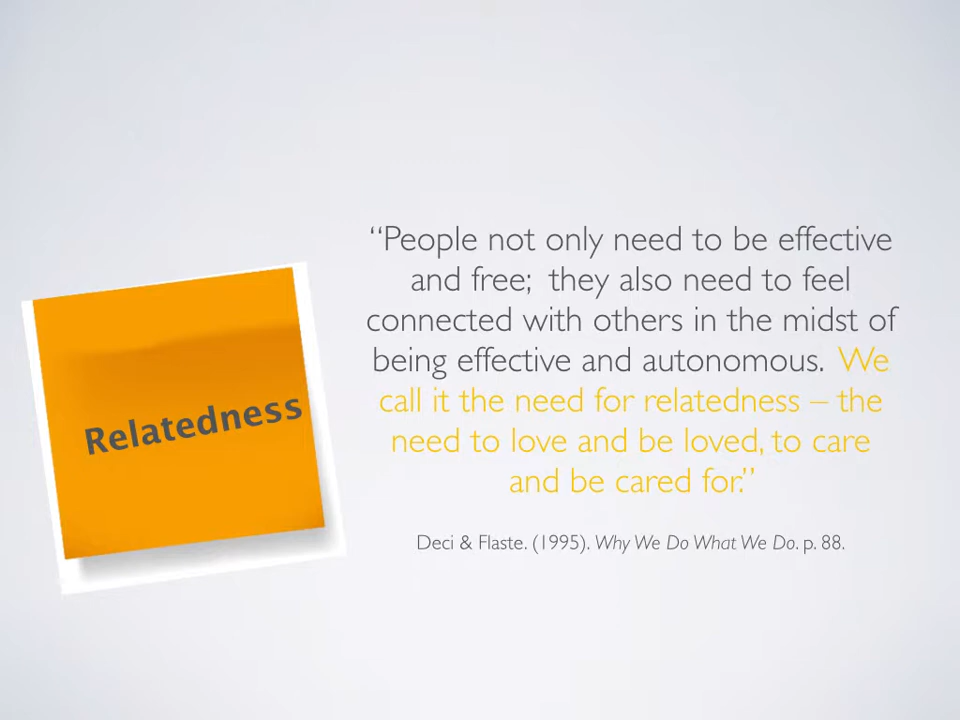 Relatedness
“People not only need to be effective
and free;  they also need to feel
connected with others in the midst of
being effective and autonomous.  We
call it the need for relatedness – the
need to love and be loved, to care
and be cared for.”
Deci & Flaste. (1995). Why We Do What We Do. p. 88.